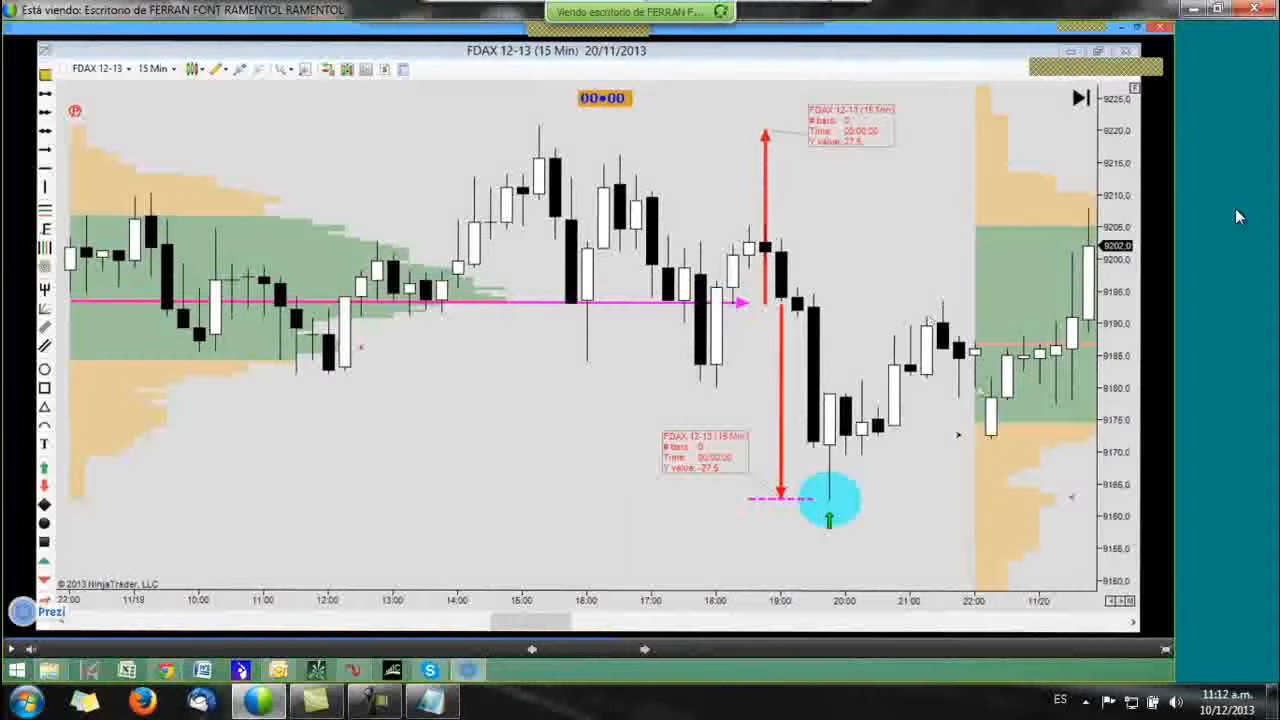 Está viendo: Escritorio de FERRAN FONT RAMENTOL RAMENTOL
Viendo escritorio de FERRAN F...
FDAX 12-13 (15 Min) 20/11/2013
FDAX 12-13 15 Min
F
00:00
FDAX 12-13 (15 Min)
# bars: 0
Time: 00:00:00
Y value: 27.5
9225,0
9220,0
9215,0
9210,0
9205,0
9202,0
9200,0
9195,0
9190,0
9185,0
9180,0
9175,0
9170,0
9165,0
9160,0
9155,0
FDAX 12-13 (15 Min)
# bars: 0
Time: 00:00:00
Y value: -27.5
T
© 2013 NinjaTrader, LLC
22:00 11/19 10:00 11:00 12:00 13:00 14:00 15:00 16:00 17:00 18:00 19:00 20:00 21:00 22:00 11/20
Prezi
ES
11:12 a.m.
10/12/2013